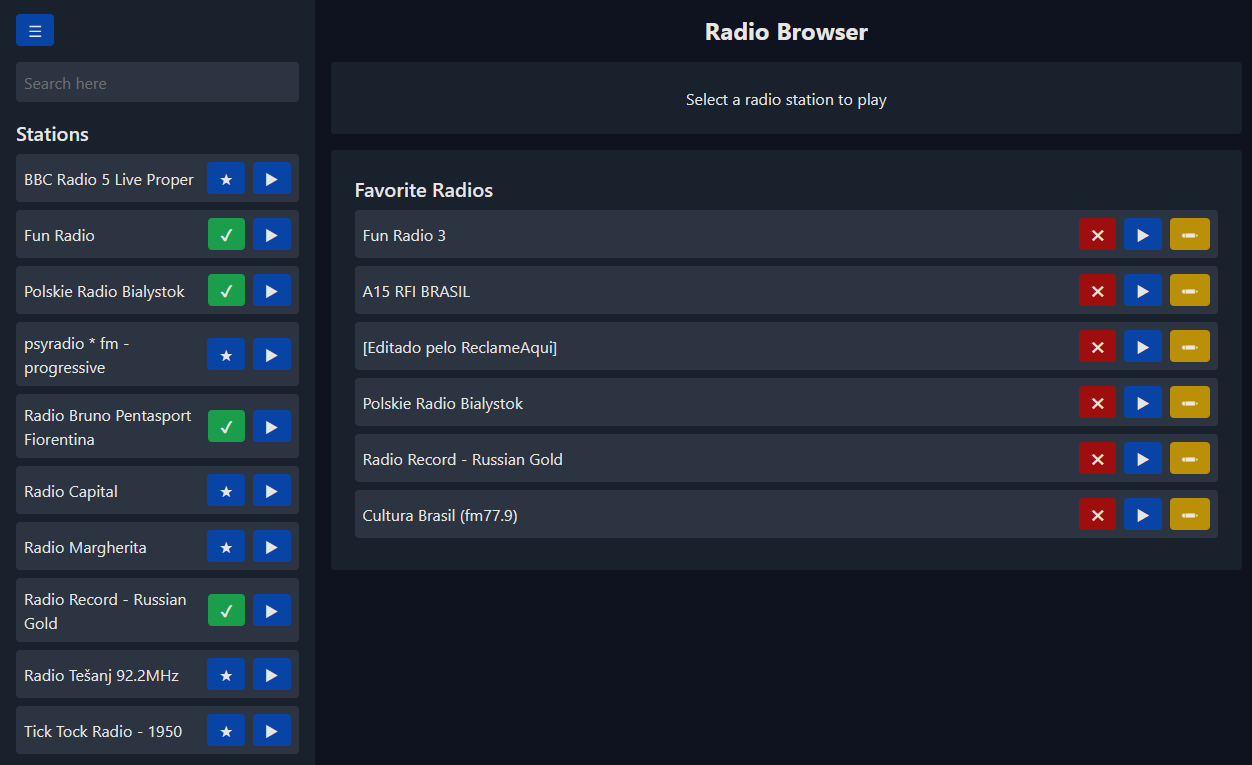 Search here
Stations
BBC Radio 5 Live Proper
Fun Radio
Polskie Radio Bialystok
psyradio * fm -
progressive
Radio Bruno Pentasport
Fiorentina
Radio Capital
Radio Margherita
Radio Record - Russian
Gold
Radio Tešanj 92.2MHz
Tick Tock Radio - 1950
Radio Browser
Select a radio station to play
Favorite Radios
Fun Radio 3
A15 RFI BRASIL
[Editado pelo ReclameAqui]
Polskie Radio Bialystok
Radio Record - Russian Gold
Cultura Brasil (fm77.9)